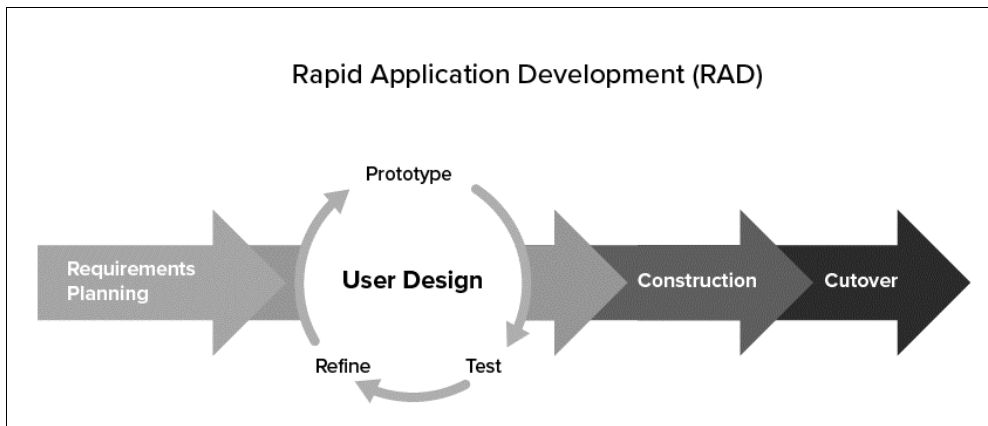 Rapid Application Development (RAD)
Prototype
Requirements
Planning
User Design
Construction
Cutover
Refine
Test